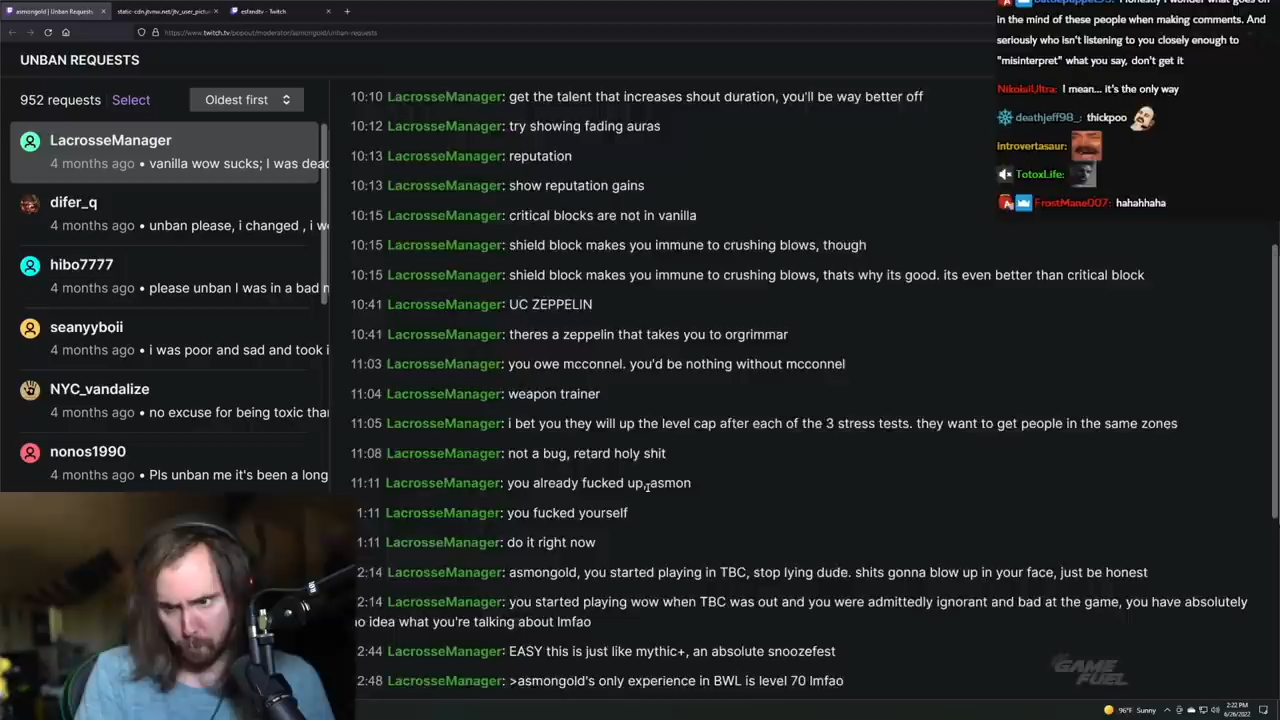 asmongold | Unban Requests
static-cdn.jtvnw.net/jtv_user_pictur
esfandtv - Twitch
https://www.twitch.tv/popout/moderator/asmongold/unban-requests
UNBAN REQUESTS
952 requests Select Oldest first
LacrosseManager
4 months ago • vanilla wow sucks; I was dead
difer_q
4 months ago • unban please, i changed , i w
hibo7777
4 months ago • please unban I was in a bad
seanyyboii
4 months ago • i was poor and sad and took i
NYC_vandalize
4 months ago • no excuse for being toxic tha
nonos1990
4 months ago • Pls unban me it's been a long
10:10 LacrosseManager: get the talent that increases shout duration, you'll be way better off
10:12 LacrosseManager: try showing fading auras
10:13 LacrosseManager: reputation
10:13 LacrosseManager: show reputation gains
10:15 LacrosseManager: critical blocks are not in vanilla
10:15 LacrosseManager: shield block makes you immune to crushing blows, though
10:15 LacrosseManager: shield block makes you immune to crushing blows, thats why its good. its even better than critical block
10:41 LacrosseManager: UC ZEPPELIN
10:41 LacrosseManager: theres a zeppelin that takes you to orgrimmar
11:03 LacrosseManager: you owe mcconnel. you'd be nothing without mcconnel
11:04 LacrosseManager: weapon trainer
11:05 LacrosseManager: i bet you they will up the level cap after each of the 3 stress tests. they want to get people in the same zones
11:08 LacrosseManager: not a bug, retard holy shit
11:11 LacrosseManager: you already fucked up, asmon
1:11 LacrosseManager: you fucked yourself
1:11 LacrosseManager: do it right now
2:14 LacrosseManager: asmongold, you started playing in TBC, stop lying dude. shits gonna blow up in your face, just be honest
2:14 LacrosseManager: you started playing wow when TBC was out and you were admittedly ignorant and bad at the game, you have absolutely
no idea what you're talking about lmfao
2:44 LacrosseManager: EASY this is just like mythic+, an absolute snoozefest
2:48 LacrosseManager: >asmongold's only experience in BWL is level 70 lmfao
in the mind of these people when making comments. And
seriously who isn't listening to you closely enough to
"misinterpret" what you say, don't get it
NikolaiUltra: I mean... it's the only way
deathjeff98_: thickpoo
introvertasaur:
TotoxLife:
FrostMane007: hahahhaha
GAME
FUEL
96°F Sunny
2:22 PM
6/26/2022